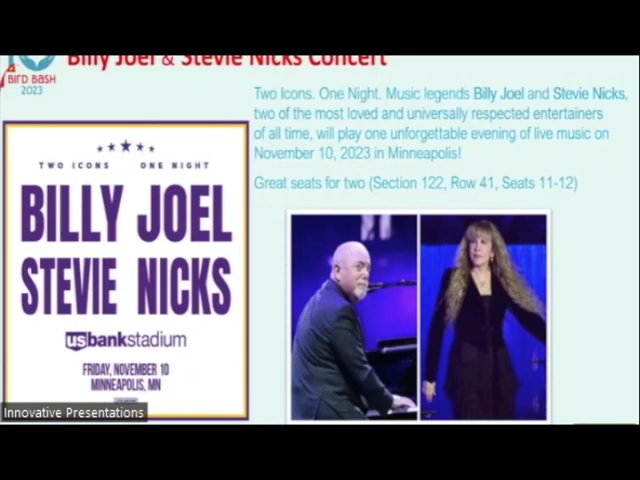 Billy Joel & Stevie Nicks Concert
BIRD BASH
2023
Two Icons. One Night. Music legends Billy Joel and Stevie Nicks,
two of the most loved and universally respected entertainers
of all time, will play one unforgettable evening of live music on
November 10, 2023 in Minneapolis!
Great seats for two (Section 122, Row 41, Seats 11-12)
TWO ICONS ONE NIGHT
BILLY JOEL
STEVIE NICKS
usbankstadium
FRIDAY, NOVEMBER 10
MINNEAPOLIS, MN
Innovative Presentations